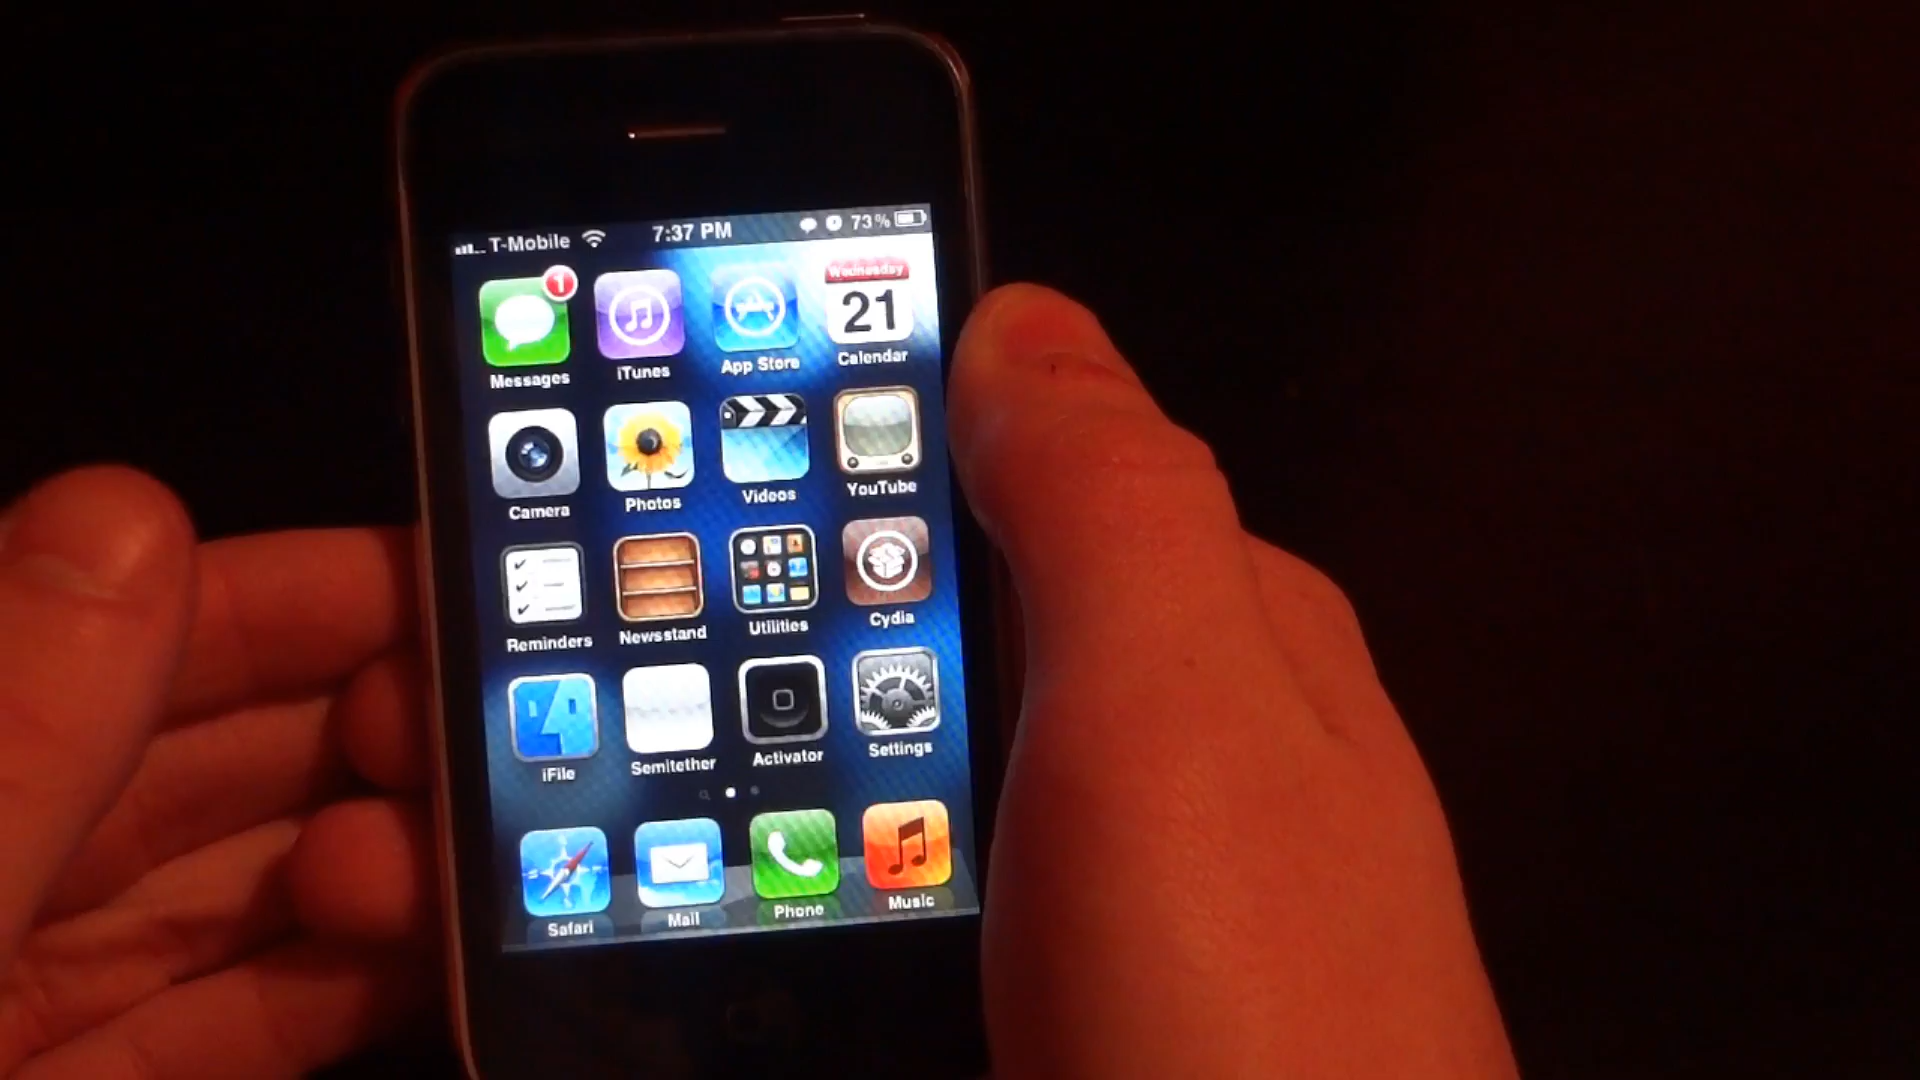 T-Mobile 7:37 PM 73%
1
Wednesday
21
Messages iTunes App Store Calendar
Camera Photos Videos YouTube
Reminders Newsstand Utilities Cydia
iFile Semitether Activator Settings
Safari Mail Phone Music